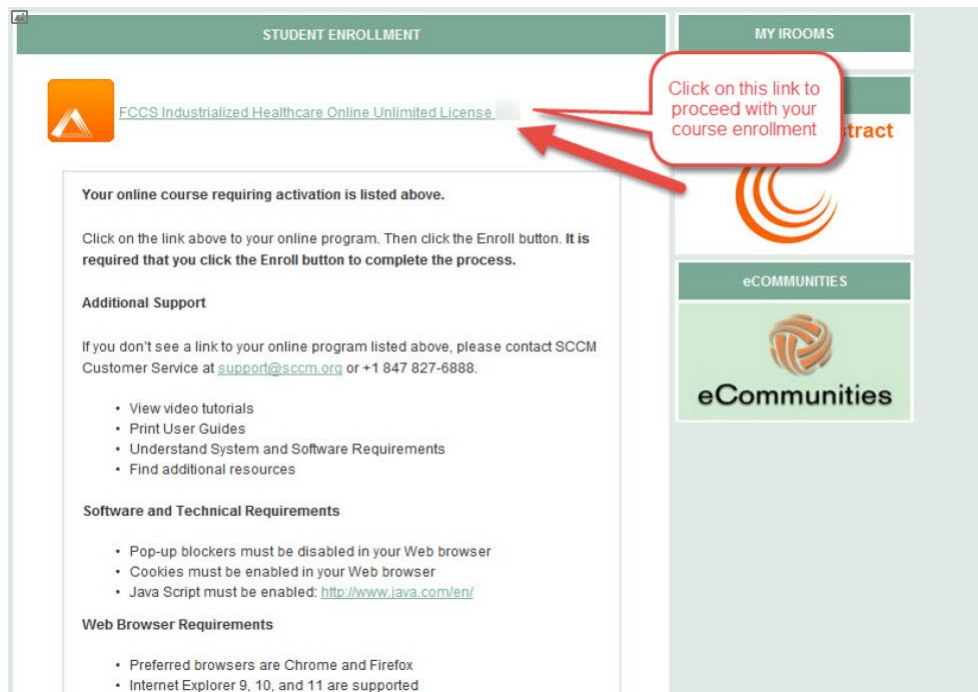 STUDENT ENROLLMENT
MY IROOMS
FCCS Industrialized Healthcare Online Unlimited License
Click on this link to
proceed with your
course enrollment
tract
Your online course requiring activation is listed above.
Click on the link above to your online program. Then click the Enroll button. It is
required that you click the Enroll button to complete the process.
Additional Support
If you don't see a link to your online program listed above, please contact SCCM
Customer Service at support@sccm.org or +1 847 827-6888.
• View video tutorials
• Print User Guides
• Understand System and Software Requirements
• Find additional resources
Software and Technical Requirements
• Pop-up blockers must be disabled in your Web browser
• Cookies must be enabled in your Web browser
• Java Script must be enabled: http://www.java.com/en/
Web Browser Requirements
• Preferred browsers are Chrome and Firefox
• Internet Explorer 9, 10, and 11 are supported
eCOMMUNITIES
eCommunities